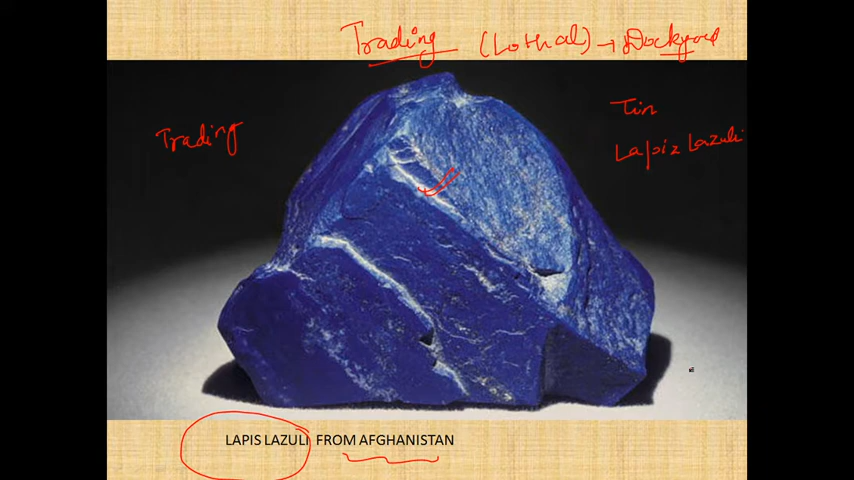 Trading (Lothal) → Dockyard
Trading
Tin
Lapiz Lazuli
LAPIS LAZULI FROM AFGHANISTAN